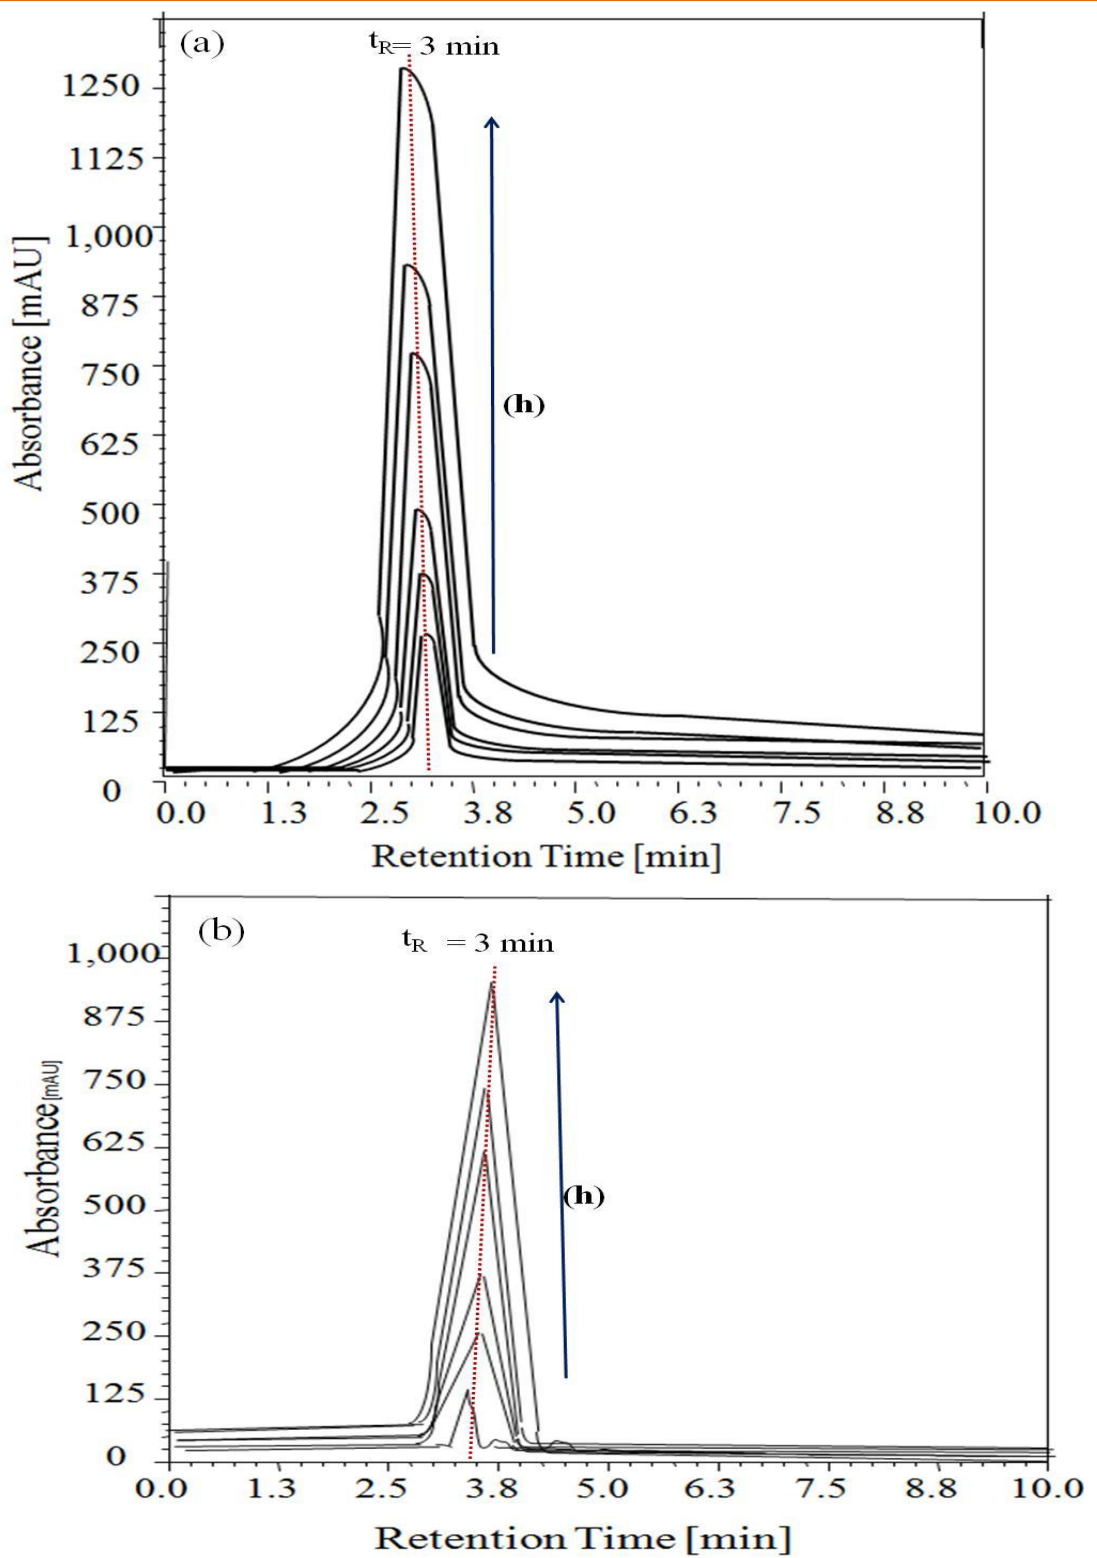 (a)
tR= 3 min
1250
1125
1,000
875
750
625
500
375
250
125
0
Absorbance [mAU]
(h)
0.0 1.3 2.5 3.8 5.0 6.3 7.5 8.8 10.0
Retention Time [min]
(b)
tR = 3 min
1,000
875
750
625
500
375
250
125
0
Absorbance[mAU]
(h)
0.0 1.3 2.5 3.8 5.0 6.3 7.5 8.8 10.0
Retention Time [min]